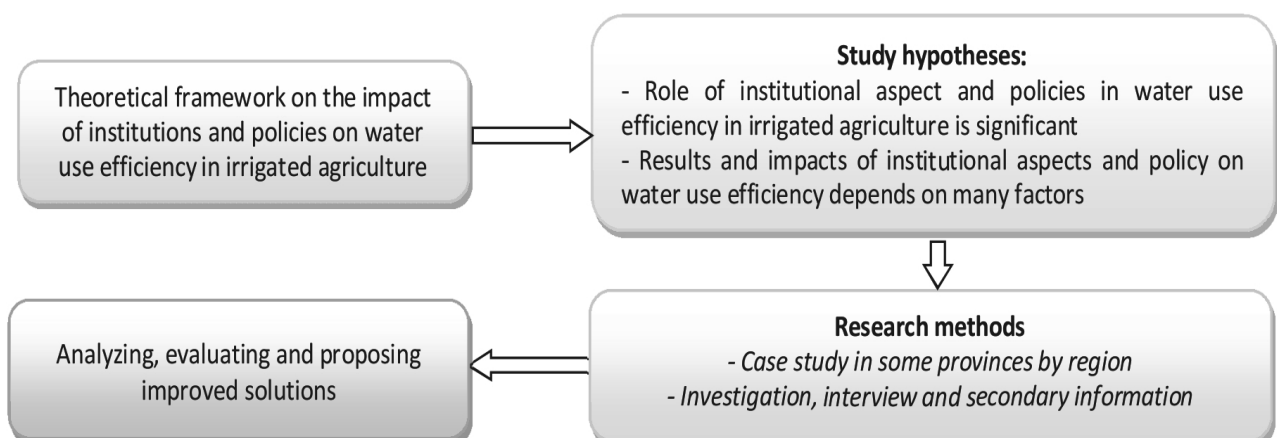 Theoretical framework on the impact
of institutions and policies on water
use efficiency in irrigated agriculture
Study hypotheses:
- Role of institutional aspect and policies in water use
efficiency in irrigated agriculture is significant
- Results and impacts of institutional aspects and policy on
water use efficiency depends on many factors
Research methods
- Case study in some provinces by region
- Investigation, interview and secondary information
Analyzing, evaluating and proposing
improved solutions